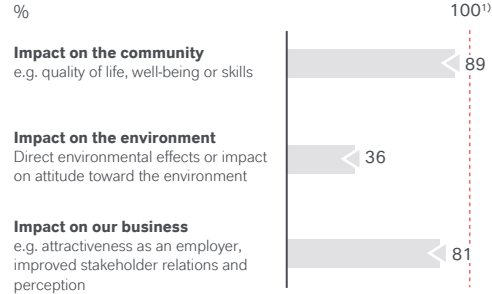 %
100¹⁾
Impact on the community
e.g. quality of life, well-being or skills
89
Impact on the environment
Direct environmental effects or impact
on attitude toward the environment
36
Impact on our business
e.g. attractiveness as an employer,
improved stakeholder relations and
perception
81